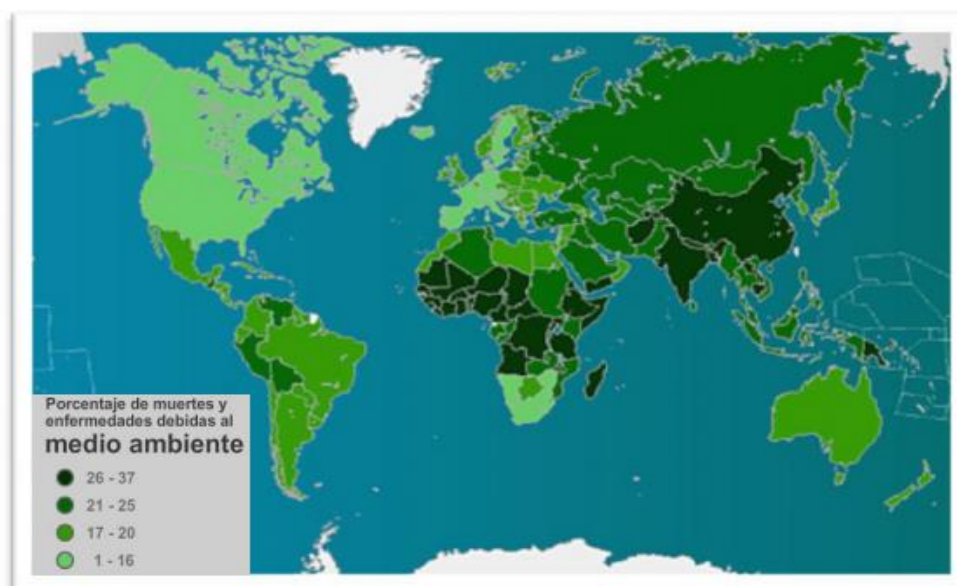 Porcentaje de muertes y
enfermedades debidas al
medio ambiente
26 - 37
21 - 25
17 - 20
1 - 16